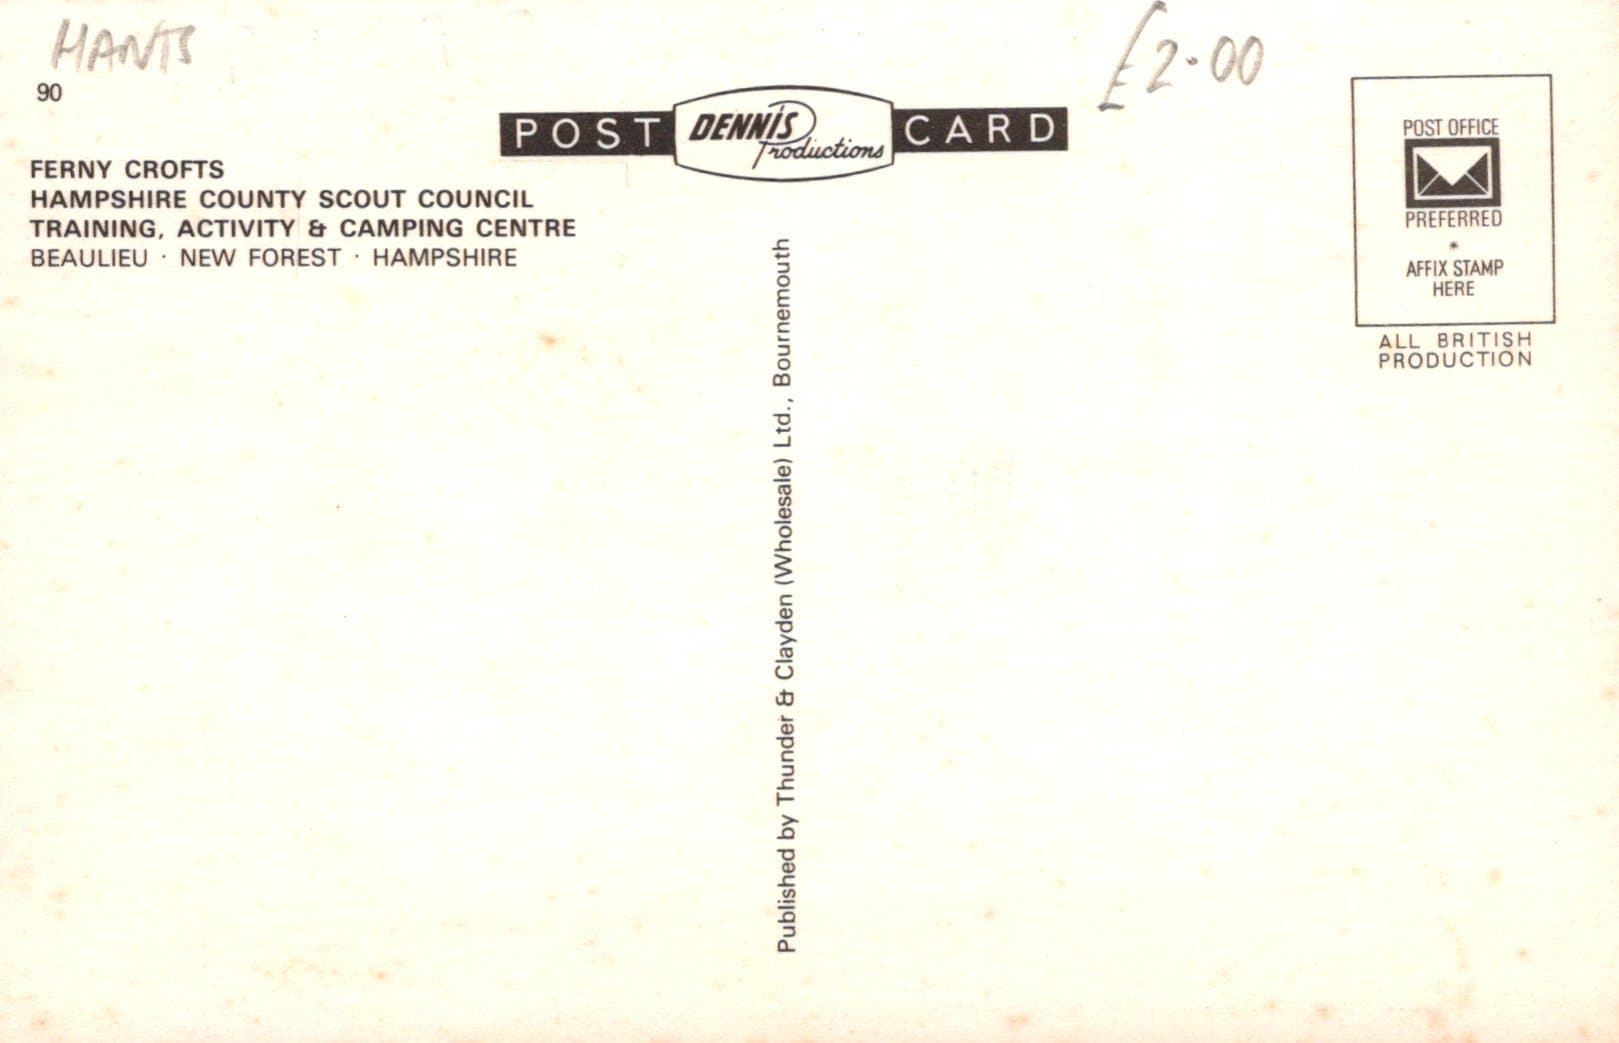 HANTS
£2.00
90
POST DENNIS Productions CARD
FERNY CROFTS
HAMPSHIRE COUNTY SCOUT COUNCIL
TRAINING, ACTIVITY & CAMPING CENTRE
BEAULIEU · NEW FOREST · HAMPSHIRE
POST OFFICE
PREFERRED
*
AFFIX STAMP
HERE
ALL BRITISH
PRODUCTION
Published by Thunder & Clayden (Wholesale) Ltd., Bournemouth